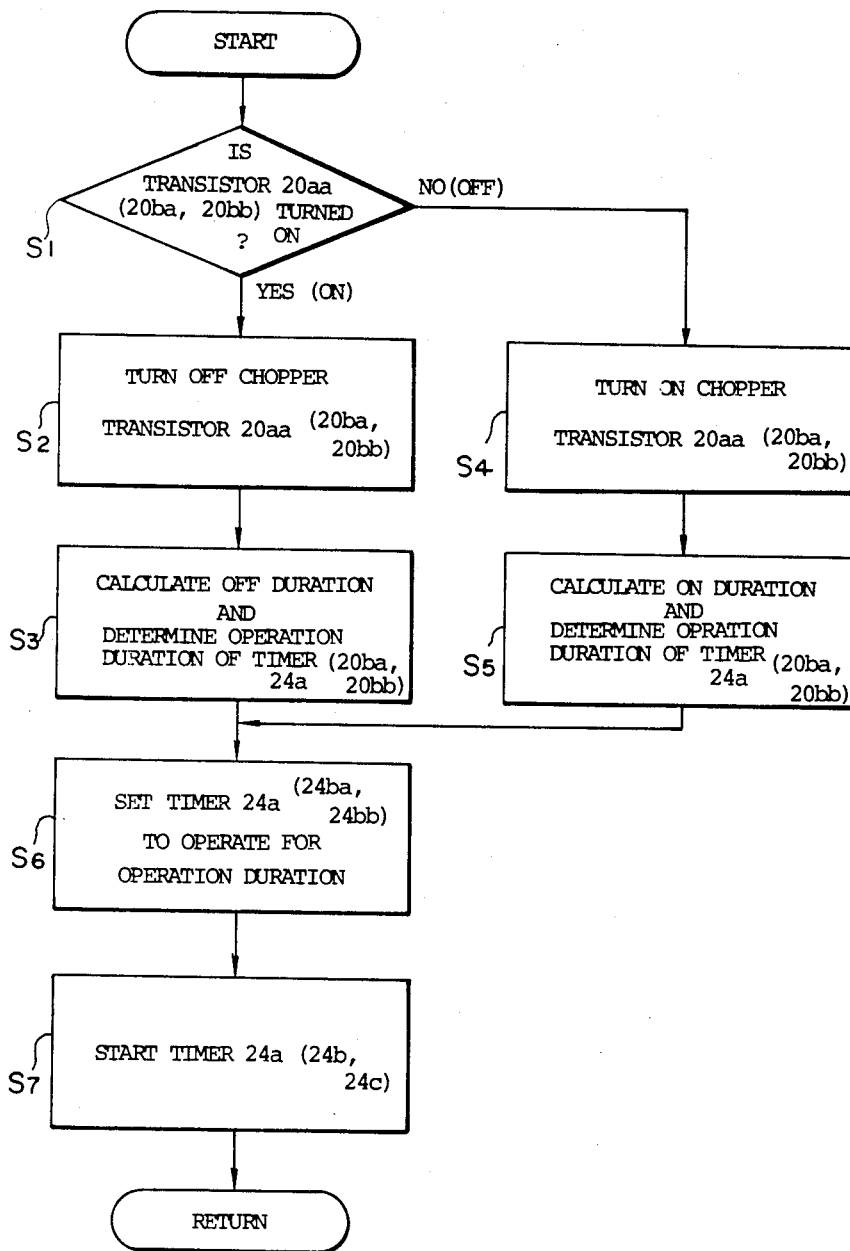 START
IS
TRANSISTOR 20aa
(20ba, 20bb) TURNED
? ON
S1
NO(OFF)
YES (ON)
TURN OFF CHOPPER
TRANSISTOR 20aa (20ba,
20bb)
S2
TURN ON CHOPPER
TRANSISTOR 20aa (20ba,
20bb)
S4
CALCULATE OFF DURATION
AND
DETERMINE OPERATION
DURATION OF TIMER (20ba,
24a 20bb)
S3
CALCULATE ON DURATION
AND
DETERMINE OPRATION
DURATION OF TIMER (20ba,
24a 20bb)
S5
SET TIMER 24a (24ba,
24bb)
TO OPERATE FOR
OPERATION DURATION
S6
START TIMER 24a (24b,
24c)
S7
RETURN